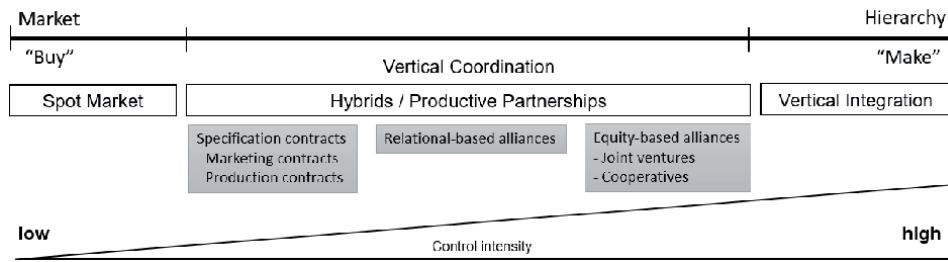 Market Hierarchy
“Buy” “Make”
Vertical Coordination
Spot Market Hybrids / Productive Partnerships Vertical Integration
Specification contracts
Marketing contracts
Production contracts
Relational-based alliances
Equity-based alliances
- Joint ventures
- Cooperatives
low high
Control intensity